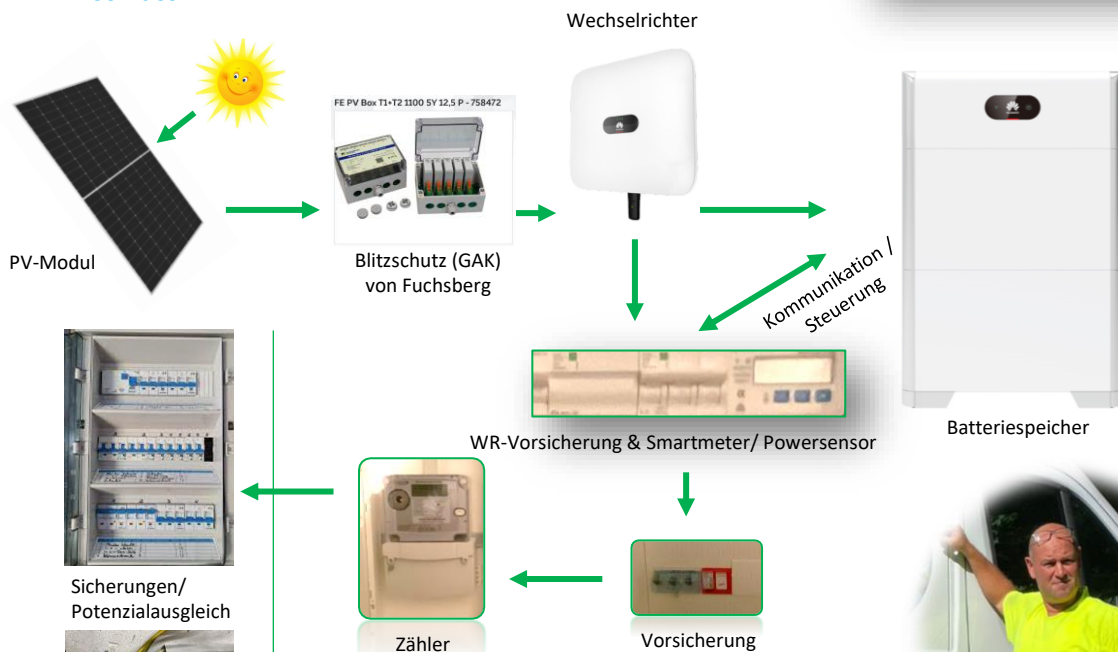 Wechselrichter
FE PV Box T1+T2 1100 5Y 12,5 P - 758472
PV-Modul
Blitzschutz (GAK)
von Fuchsberg
Kommunikation /
Steuerung
WR-Vorsicherung & Smartmeter/ Powersensor
Batteriespeicher
Sicherungen/
Potenzialausgleich
Zähler
Vorsicherung